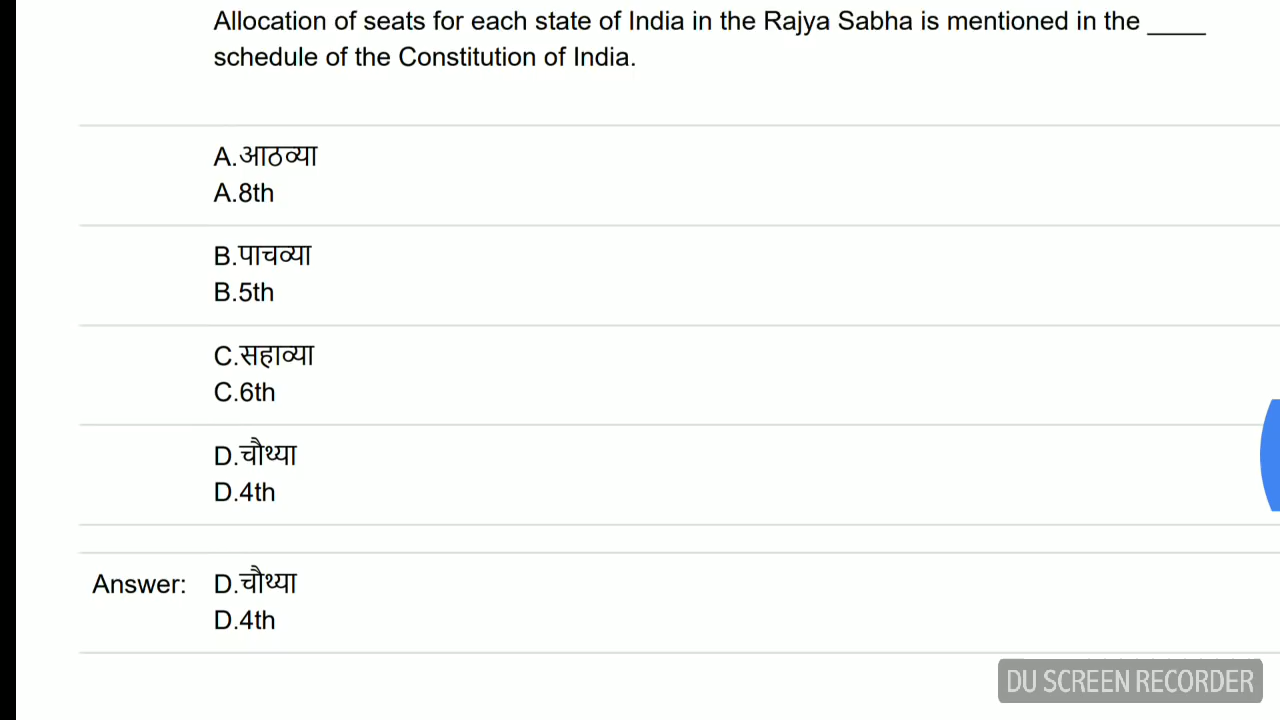 Allocation of seats for each state of India in the Rajya Sabha is mentioned in the ____
schedule of the Constitution of India.
A.आठव्या
A.8th
B.पाचव्या
B.5th
C.सहाव्या
C.6th
D.चौथ्या
D.4th
Answer: D.चौथ्या
D.4th
DU SCREEN RECORDER